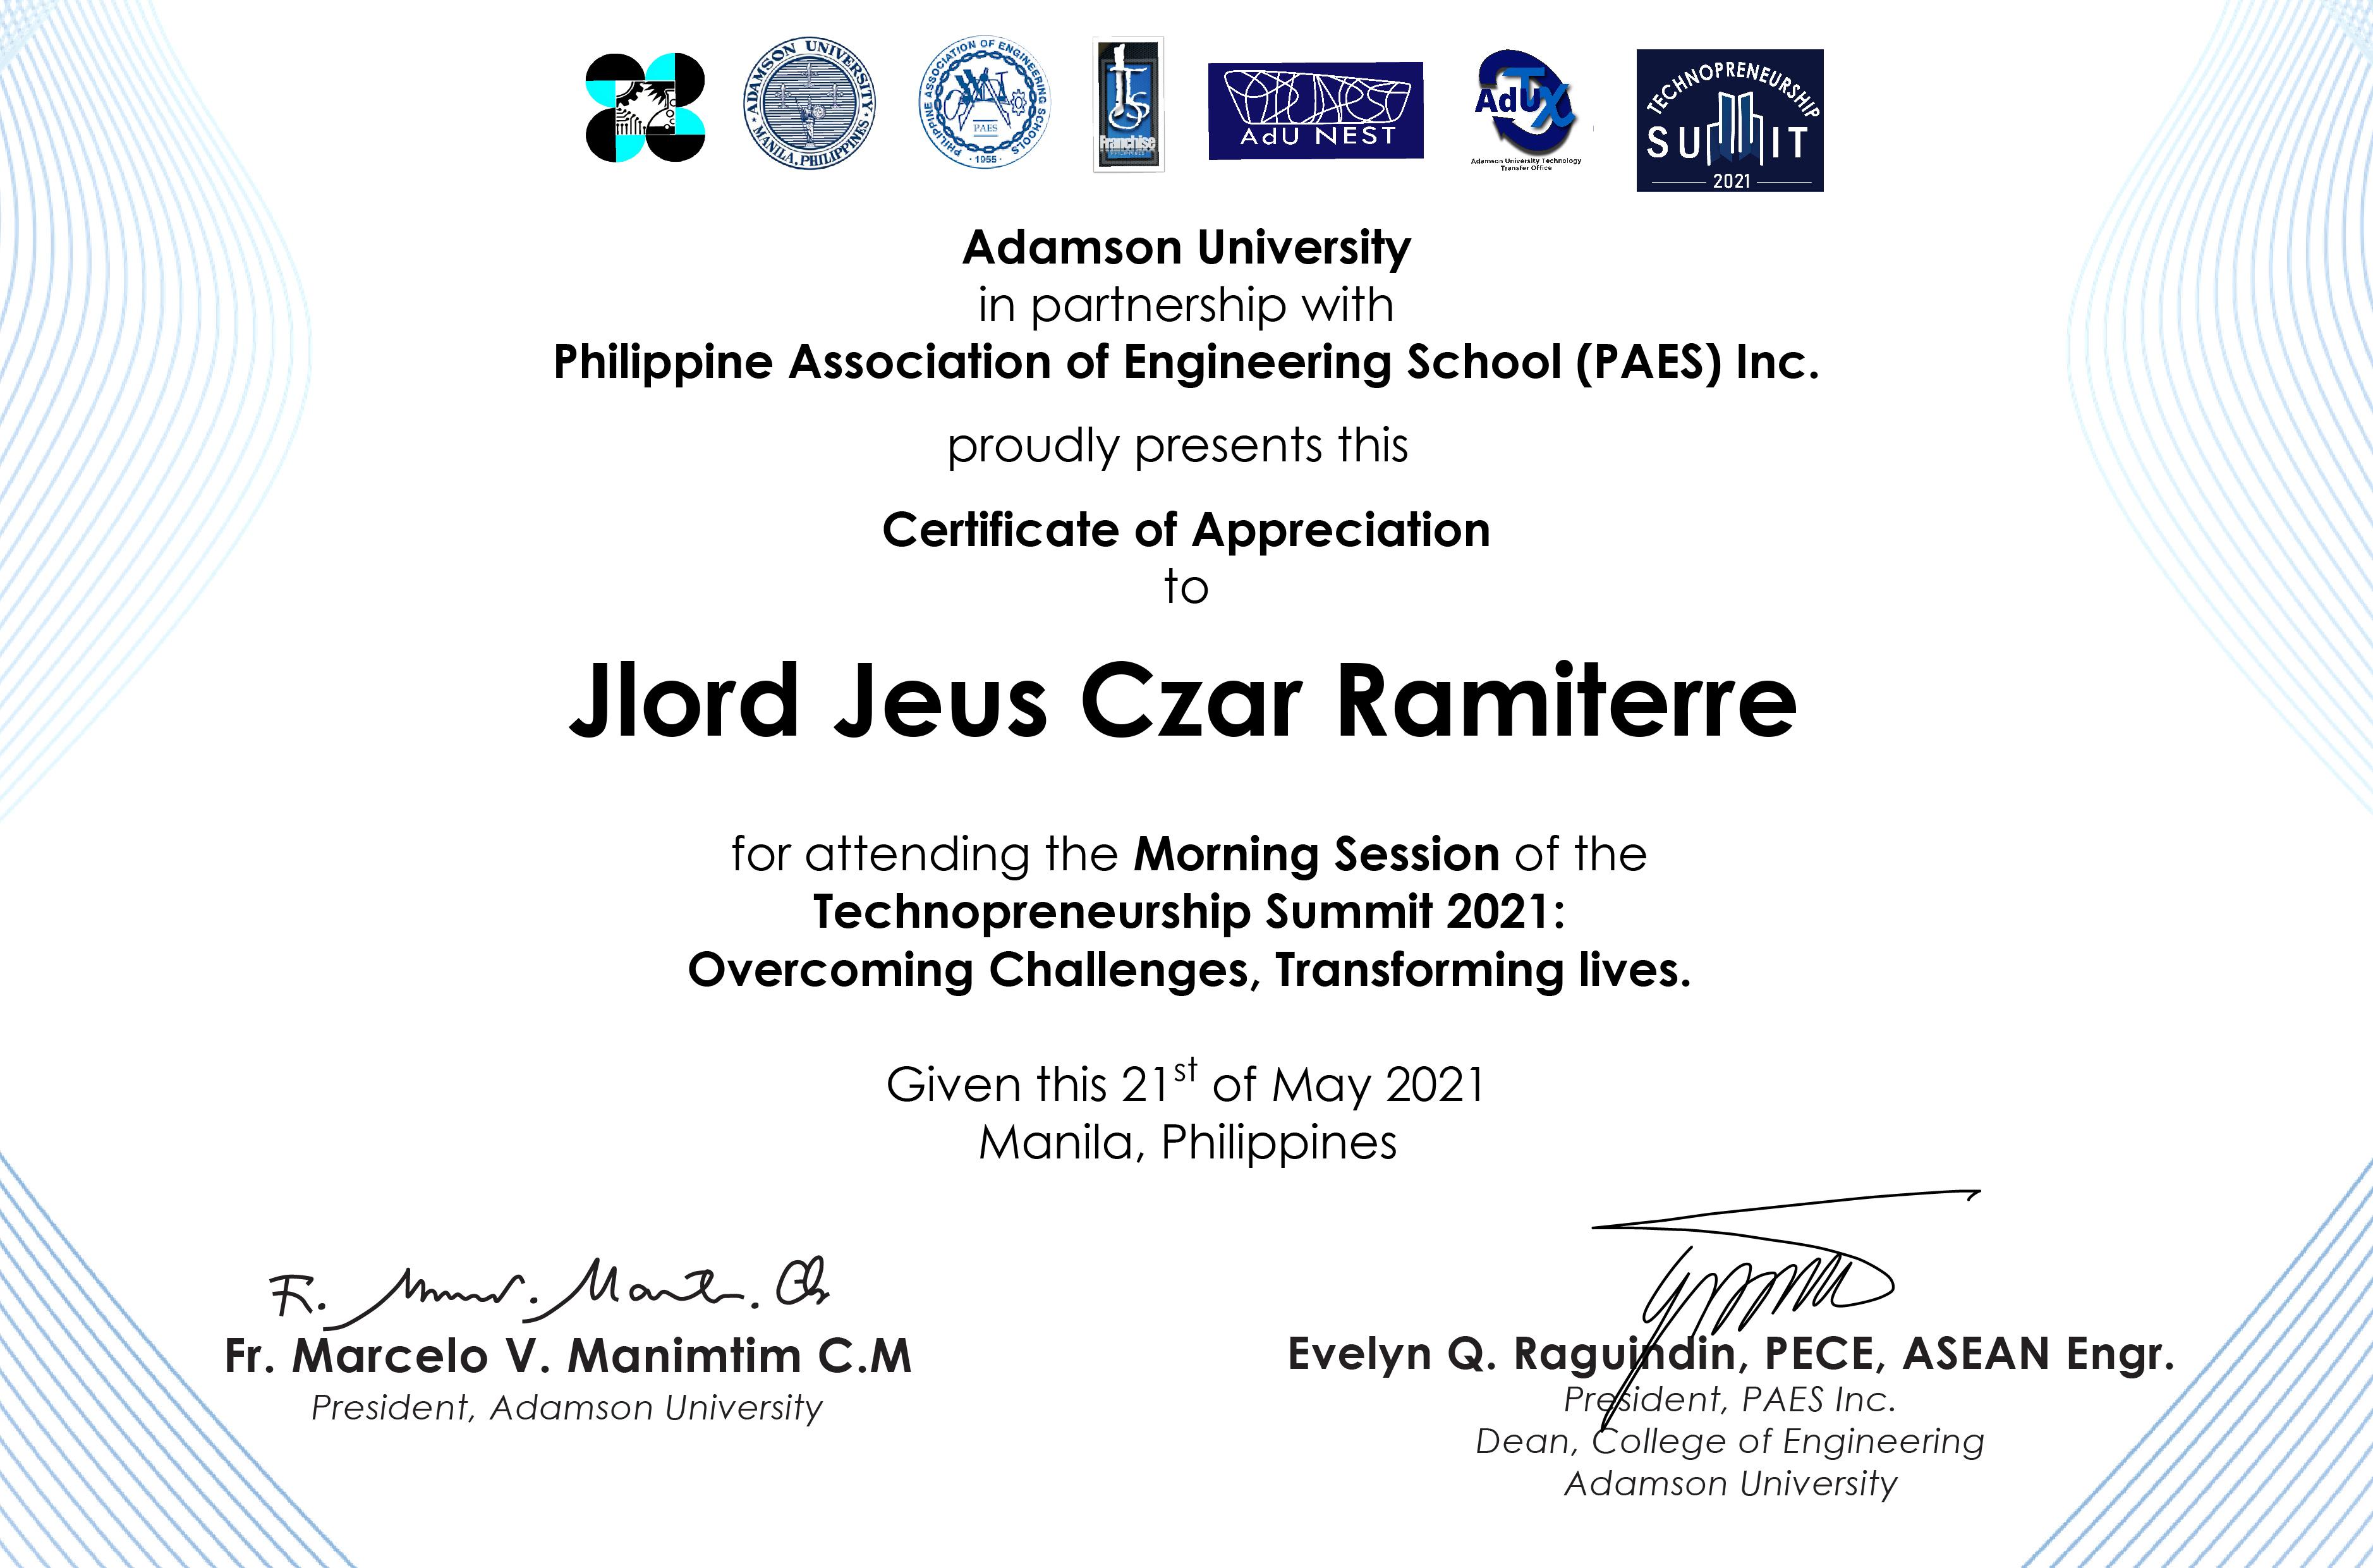 ADAMSON UNIVERSITY
MANILA, PHILIPPINES
PHILIPPINE ASSOCIATION OF ENGINEERING SCHOOLS
PAES
1955
Franchise
AdU NEST
AdUTX
Adamson University Technology
Transfer Office
TECHNOPRENEURSHIP
SUMMIT
2021
Adamson University
in partnership with
Philippine Association of Engineering School (PAES) Inc.
proudly presents this
Certificate of Appreciation
to
Jlord Jeus Czar Ramiterre
for attending the Morning Session of the
Technopreneurship Summit 2021:
Overcoming Challenges, Transforming lives.
Given this 21st of May 2021
Manila, Philippines
Fr. Marcelo V. Manimtim C.M
President, Adamson University
Evelyn Q. Raguindin, PECE, ASEAN Engr.
President, PAES Inc.
Dean, College of Engineering
Adamson University